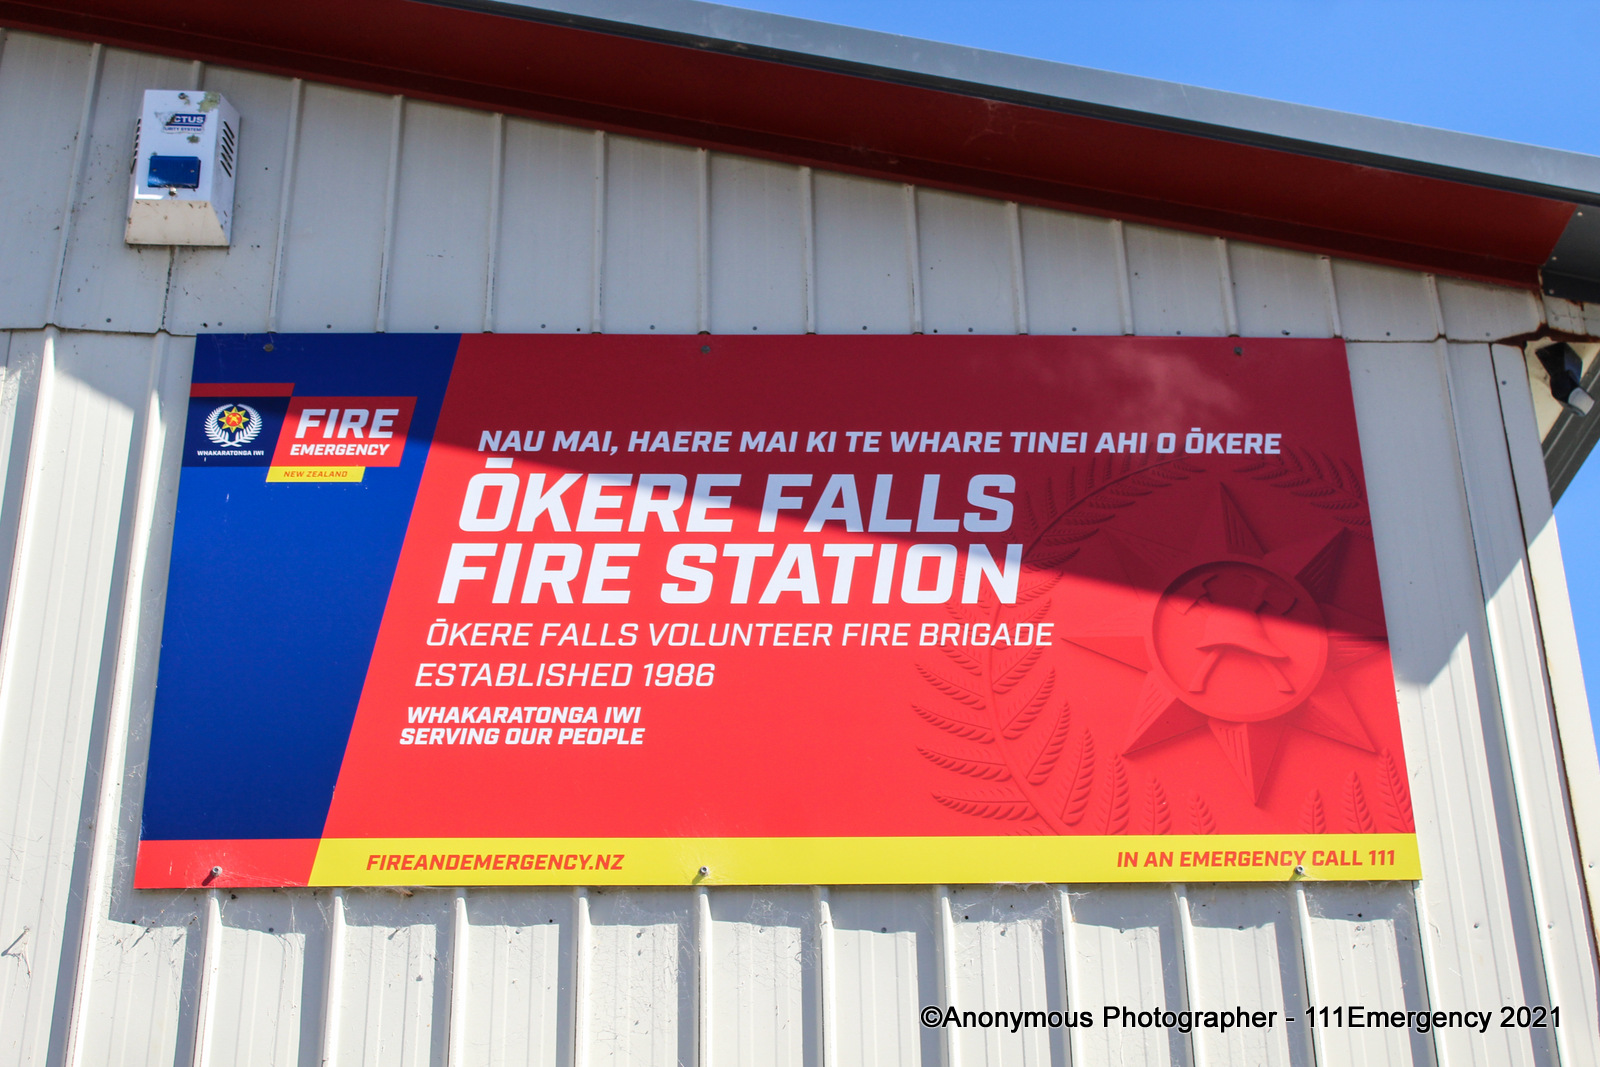 WHAKARATONGA IWI
FIRE
EMERGENCY
NEW ZEALAND
NAU MAI, HAERE MAI KI TE WHARE TINEI AHI O ŌKERE
ŌKERE FALLS
FIRE STATION
ŌKERE FALLS VOLUNTEER FIRE BRIGADE
ESTABLISHED 1986
WHAKARATONGA IWI
SERVING OUR PEOPLE
FIREANDEMERGENCY.NZ
IN AN EMERGENCY CALL 111
©Anonymous Photographer - 111Emergency 2021